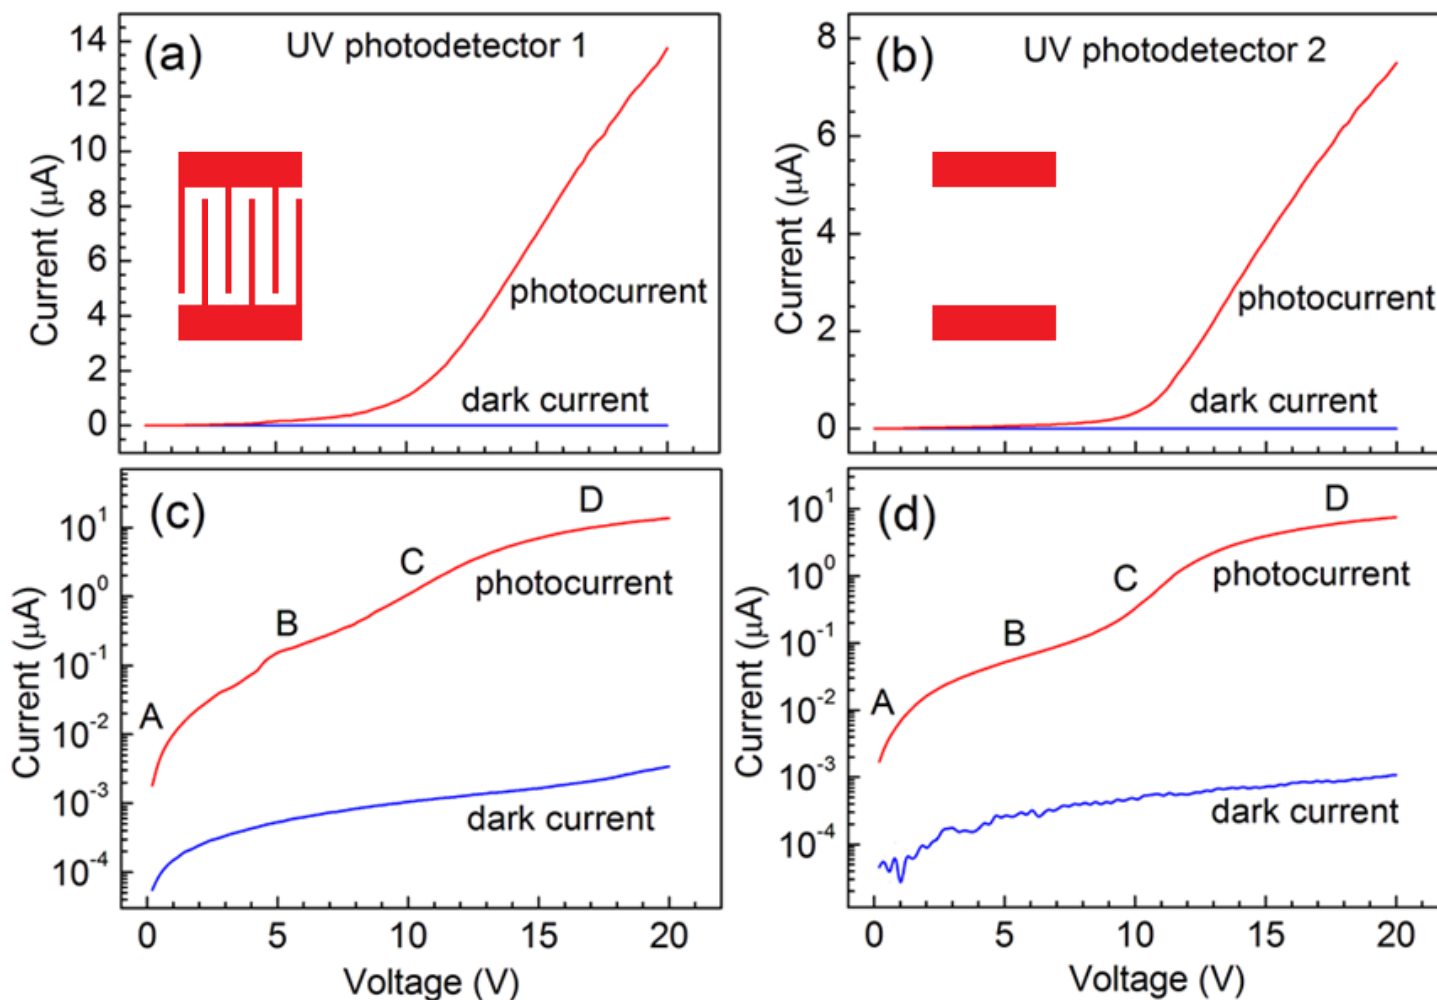 (a)
UV photodetector 1
14
12
10
8
6
4
2
0
Current (μA)
photocurrent
dark current
(b)
UV photodetector 2
8
6
4
2
0
Current (μA)
photocurrent
dark current
(c)
10¹
10⁰
10⁻¹
10⁻²
10⁻³
10⁻⁴
Current (μA)
A
B
C
D
photocurrent
dark current
0 5 10 15 20
Voltage (V)
(d)
10¹
10⁰
10⁻¹
10⁻²
10⁻³
10⁻⁴
Current (μA)
A
B
C
D
photocurrent
dark current
0 5 10 15 20
Voltage (V)